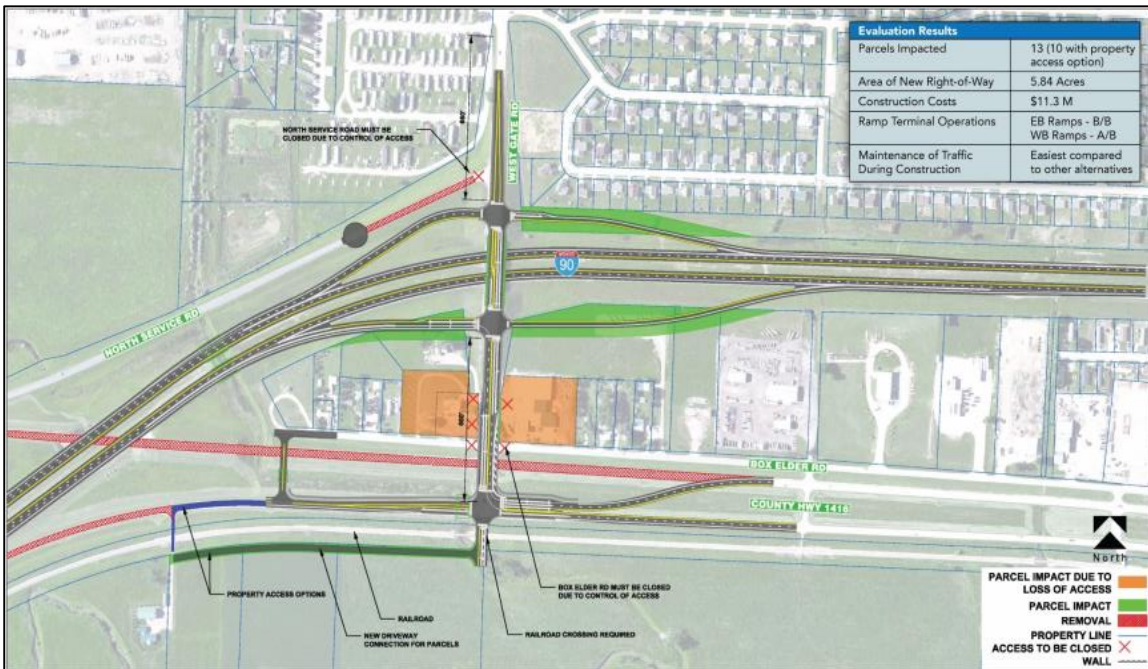 Evaluation Results
Parcels Impacted
13 (10 with property
access option)
Area of New Right-of-Way
5.84 Acres
Construction Costs
$11.3 M
Ramp Terminal Operations
EB Ramps - B/B
WB Ramps - A/B
Maintenance of Traffic
During Construction
Easiest compared
to other alternatives
NORTH SERVICE ROAD MUST BE
CLOSED DUE TO CONTROL OF ACCESS
660'
WEST GATE RD
90
NORTH SERVICE RD
660'
BOX ELDER RD
COUNTY HWY 1416
PROPERTY ACCESS OPTIONS
RAILROAD
NEW DRIVEWAY
CONNECTION FOR PARCELS
BOX ELDER RD MUST BE CLOSED
DUE TO CONTROL OF ACCESS
RAILROAD CROSSING REQUIRED
North
PARCEL IMPACT DUE TO
LOSS OF ACCESS
PARCEL IMPACT
REMOVAL
PROPERTY LINE
ACCESS TO BE CLOSED
WALL